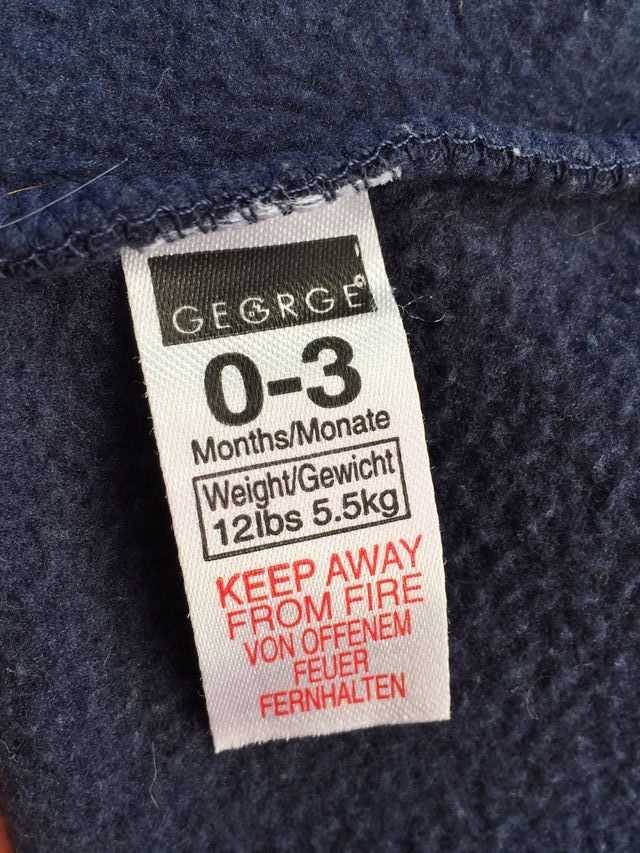 GEORGE
0-3
Months/Monate
Weight/Gewicht
12lbs 5.5kg
KEEP AWAY
FROM FIRE
VON OFFENEM
FEUER
FERNHALTEN